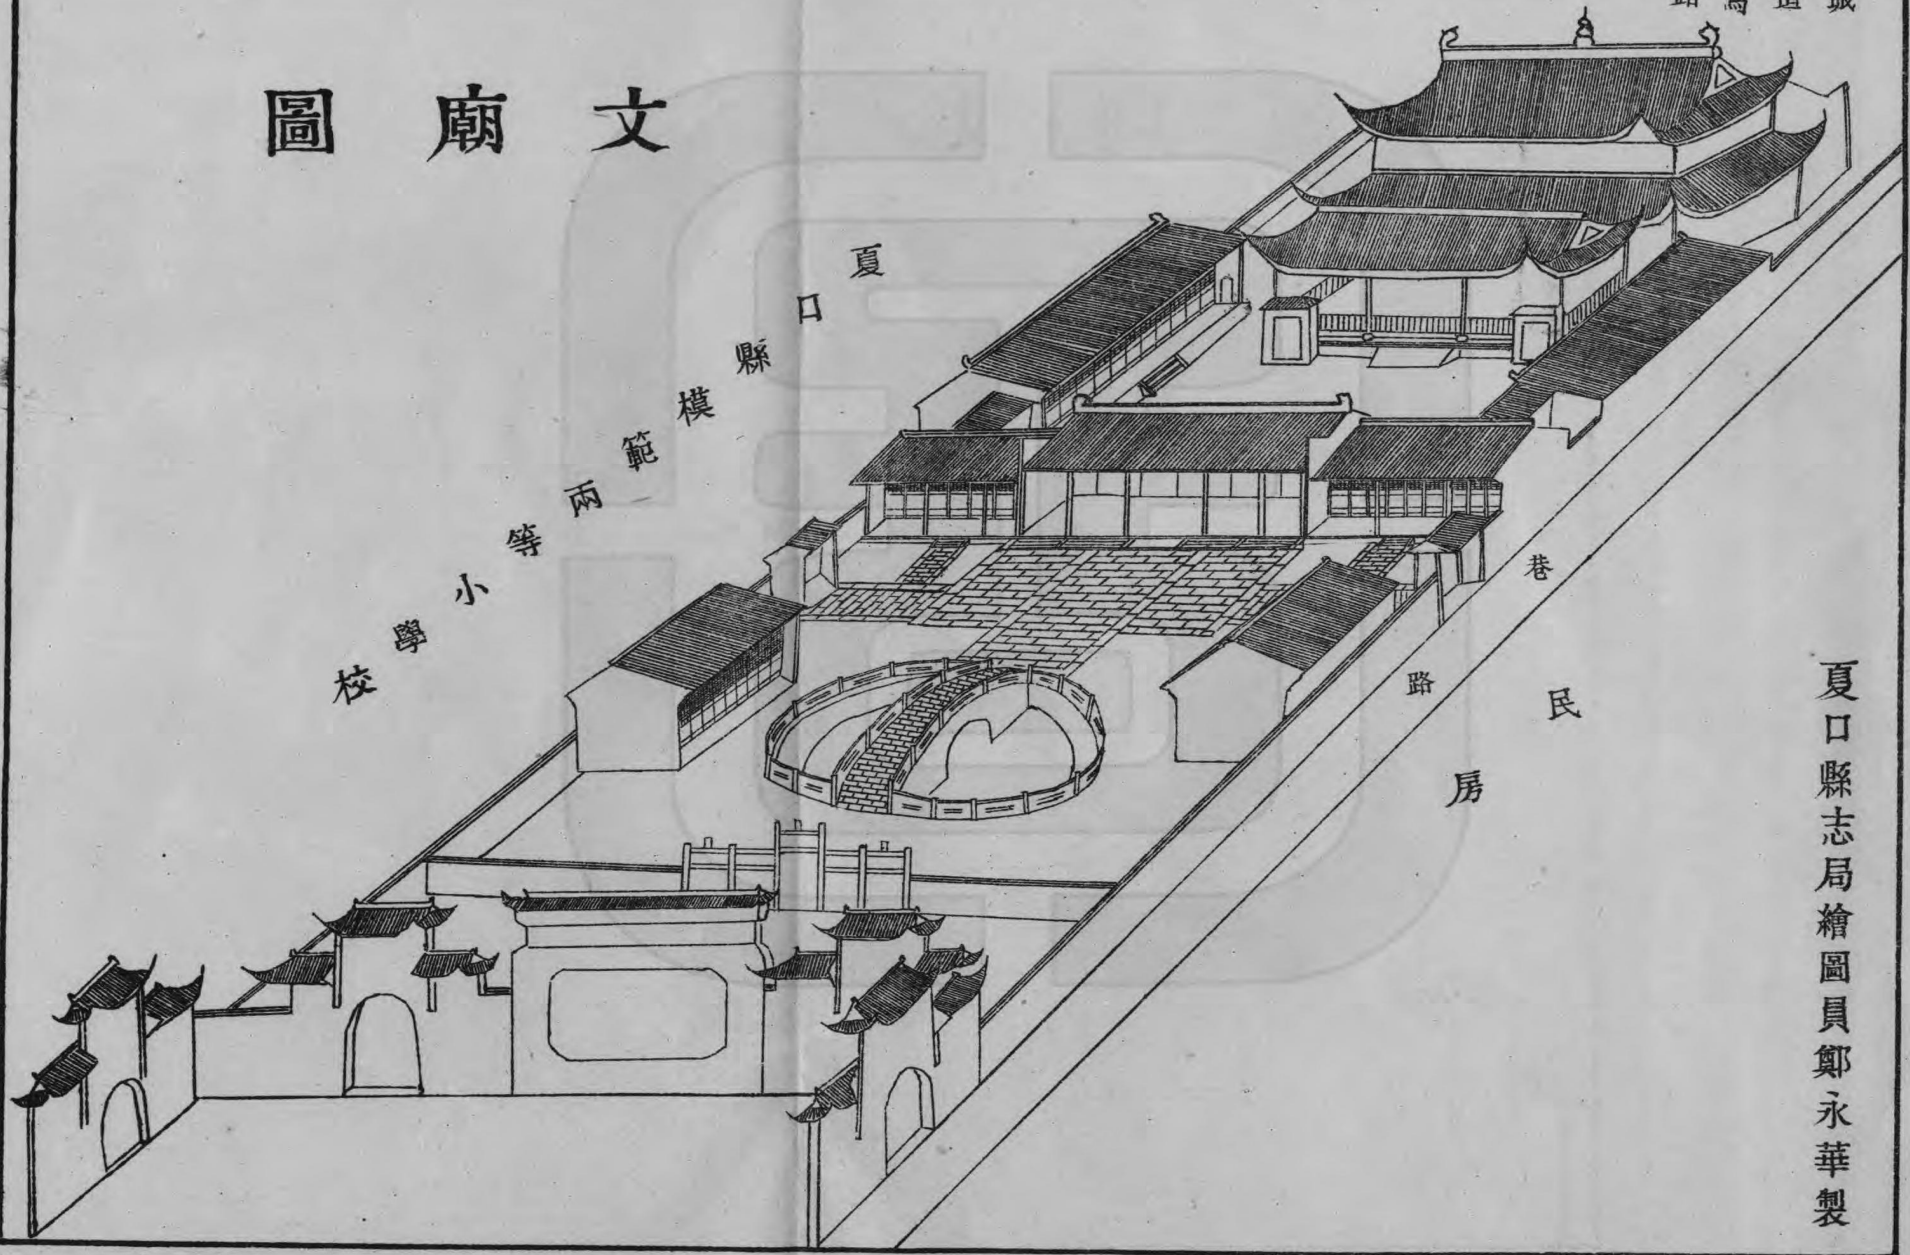 文廟圖
夏口縣模範兩等小學校
巷路
民房
夏口縣志局繪圖員鄭永華製